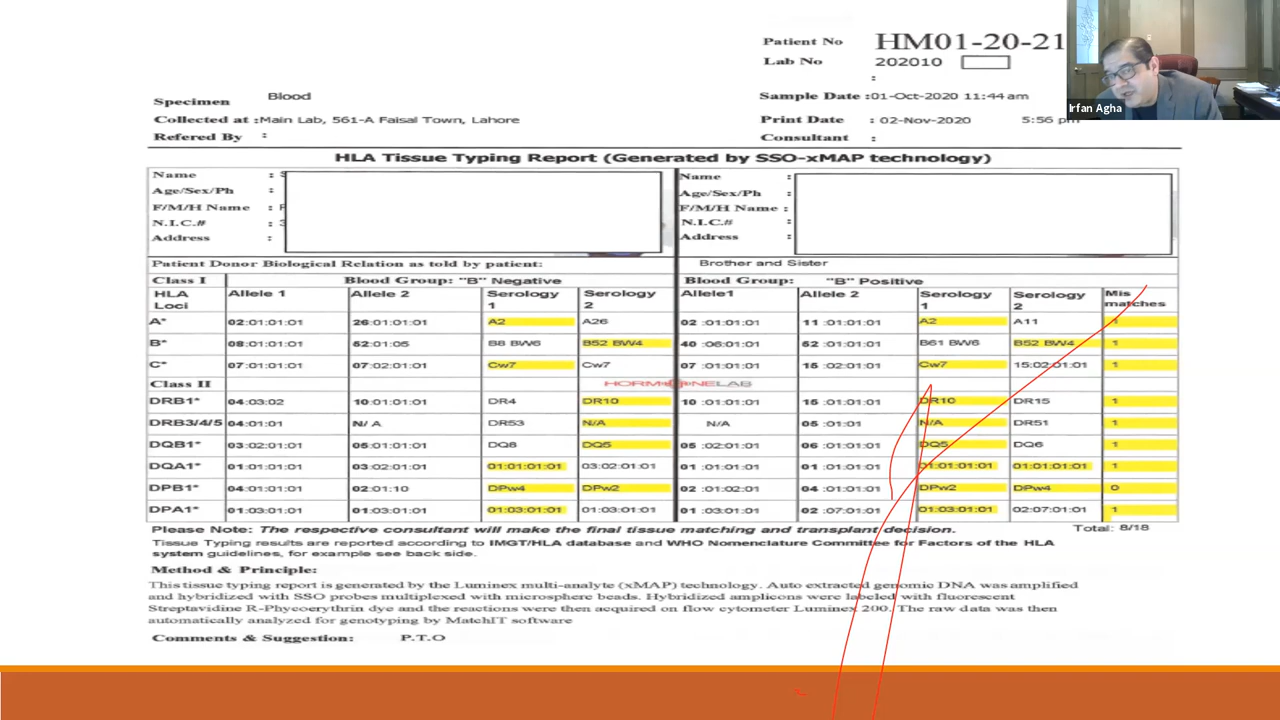 Patient No HM01-20-21
Lab No 202010
:
Specimen Blood
Sample Date :01-Oct-2020 11:44am
Collected at :Main Lab, 561-A Faisal Town, Lahore
Print Date : 02-Nov-2020 5:56 pm
Refered By :
Consultant :
Irfan Agha
HLA Tissue Typing Report (Generated by SSO-xMAP technology)
Name : Name :
Age/Sex/Ph : Age/Sex/Ph :
F/M/H Name : F F/M/H Name :
N.I.C.# : 3 N.I.C.# :
Address : Address :
Patient Donor Biological Relation as told by patient: Brother and Sister
Class I Blood Group: "B" Negative Blood Group: "B" Positive
HLA Loci Allele 1 Allele 2 Serology 1 Serology 2 Allele1 Allele 2 Serology 1 Serology 2 Mis matches
A* 02:01:01:01 26:01:01:01 A2 A26 02 :01:01:01 11 :01:01:01 A2 A11 1
B* 08:01:01:01 52:01:05 B8 BW6 B52 BW4 40 :06:01:01 52 :01:01:01 B61 BW6 B52 BW4 1
C* 07:01:01:01 07:02:01:01 Cw7 Cw7 07 :01:01:01 15 :02:01:01 Cw7 15:02:01:01 1
Class II HORMONELAB
DRB1* 04:03:02 10:01:01:01 DR4 DR10 10 :01:01:01 15 :01:01:01 DR10 DR15 1
DRB3/4/5 04:01:01 N/ A DR53 N/A N/A 05 :01:01 N/A DR51 1
DQB1* 03:02:01:01 05:01:01:01 DQ8 DQ5 05 :02:01:01 06 :01:01:01 DQ5 DQ6 1
DQA1* 01:01:01:01 03:02:01:01 01:01:01:01 03:02:01:01 01 :01:01:01 01 :01:01:01 01:01:01:01 01:01:01:01 1
DPB1* 04:01:01:01 02:01:10 DPw4 DPw2 02 :01:02:01 04 :01:01:01 DPw2 DPw4 0
DPA1* 01:03:01:01 01:03:01:01 01:03:01:01 01:03:01:01 01 :03:01:01 02 :07:01:01 01:03:01:01 02:07:01:01 1
Please Note: The respective consultant will make the final tissue matching and transplant decision. Total: 8/18
Tissue Typing results are reported according to IMGT/HLA database and WHO Nomenclature Committee for Factors of the HLA
system guidelines, for example see back side.
Method & Principle:
This tissue typing report is generated by the Luminex multi-analyte (xMAP) technology. Auto extracted genomic DNA was amplified
and hybridized with SSO probes multiplexed with microsphere beads. Hybridized amplicons were labeled with fluorescent
Streptavidine R-Phycoerythrin dye and the reactions were then acquired on flow cytometer Luminex 200. The raw data was then
automatically analyzed for genotyping by MatchIT software
Comments & Suggestion: P.T.O